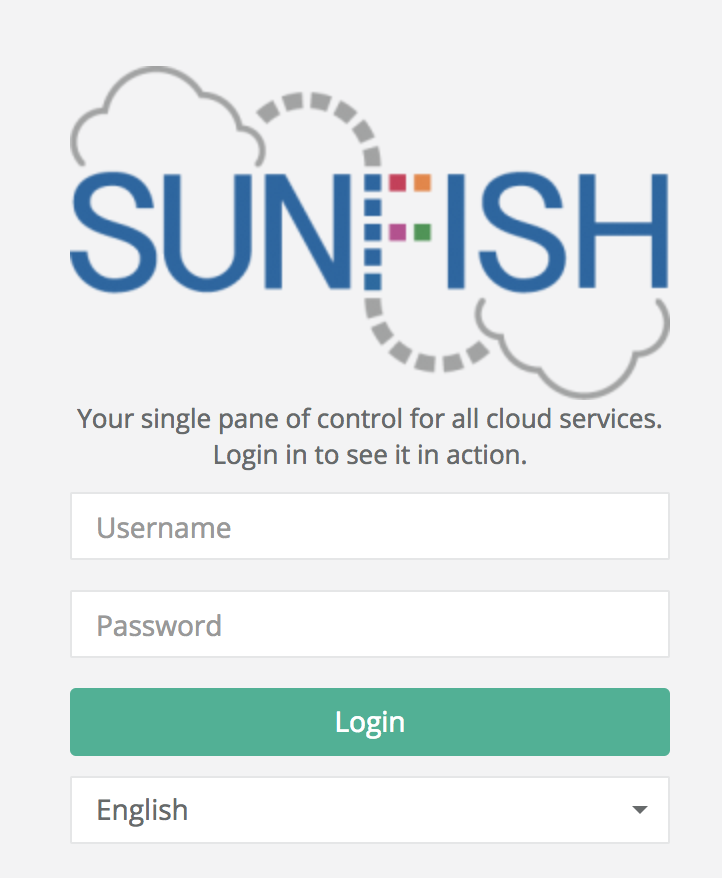 SUNFISH
Your single pane of control for all cloud services.
Login in to see it in action.
Username
Password
Login
English